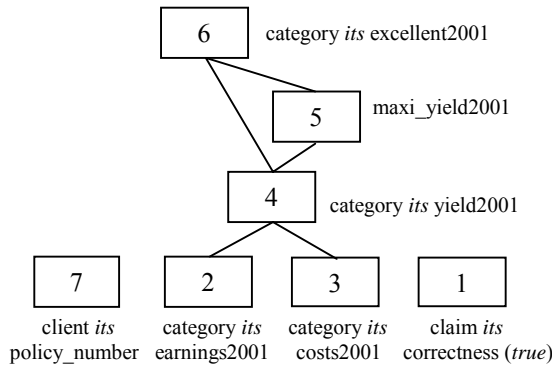 6
category its excellent2001
5
maxi_yield2001
4
category its yield2001
7
2
3
1
client its
policy_number
category its
earnings2001
category its
costs2001
claim its
correctness (true)